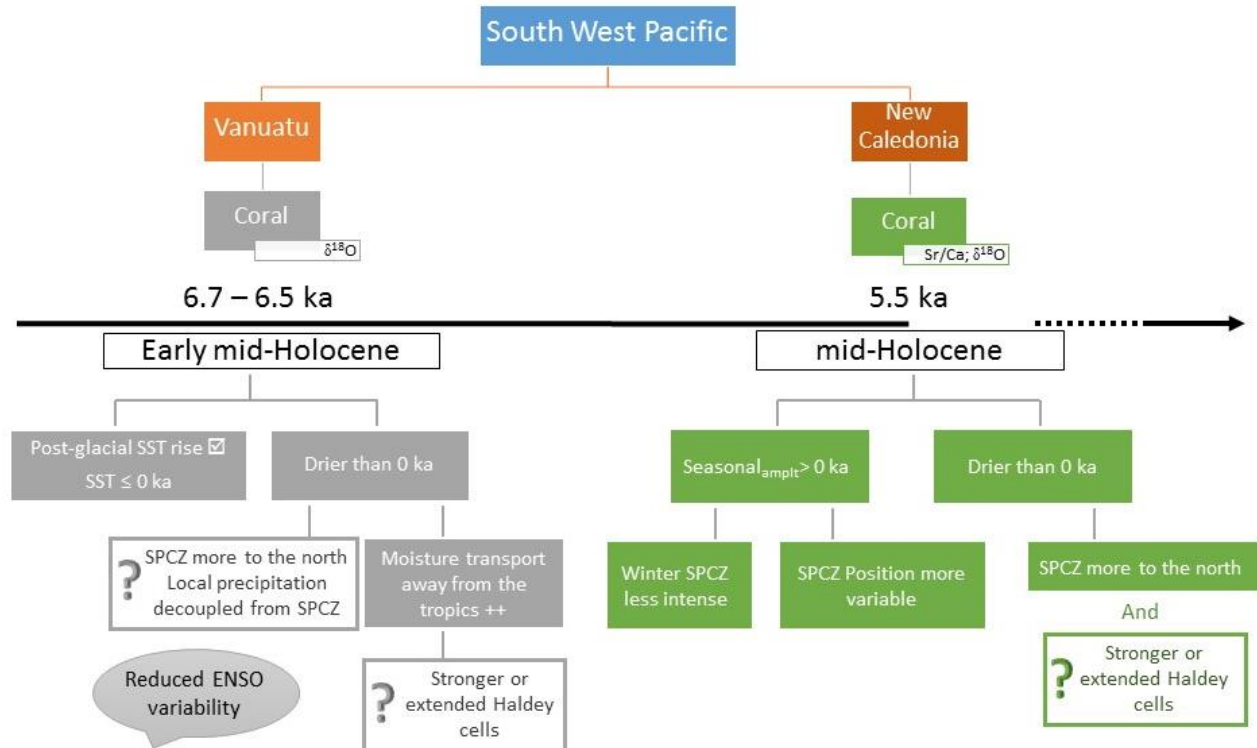 South West Pacific
Vanuatu
New
Caledonia
Coral
δ¹⁸O
Coral
Sr/Ca; δ¹⁸O
6.7 – 6.5 ka
5.5 ka
Early mid-Holocene
mid-Holocene
Post-glacial SST rise ☑
SST ≤ 0 ka
Drier than 0 ka
Seasonal_amplt > 0 ka
Drier than 0 ka
? SPCZ more to the north
Local precipitation
decoupled from SPCZ
Moisture transport
away from the
tropics ++
Winter SPCZ
less intense
SPCZ Position more
variable
SPCZ more to the north
And
Reduced ENSO
variability
? Stronger or
extended Haldey
cells
? Stronger or
extended Haldey
cells